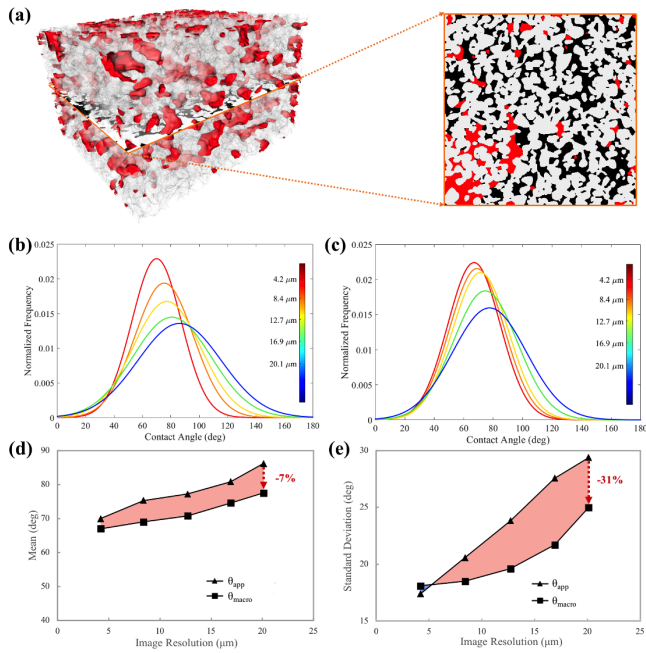 (a)
(b)
0.025
0.02
0.015
0.01
0.005
0
Normalized Frequency
0 20 40 60 80 100 120 140 160 180
Contact Angle (deg)
4.2 μm
8.4 μm
12.7 μm
16.9 μm
20.1 μm
(c)
0.025
0.02
0.015
0.01
0.005
0
Normalized Frequency
0 20 40 60 80 100 120 140 160 180
Contact Angle (deg)
4.2 μm
8.4 μm
12.7 μm
16.9 μm
20.1 μm
(d)
90
80
70
60
50
40
Mean (deg)
-7%
θapp
θmacro
0 5 10 15 20 25
Image Resolution (μm)
(e)
30
25
20
15
Standard Deviation (deg)
-31%
θapp
θmacro
0 5 10 15 20 25
Image Resolution (μm)